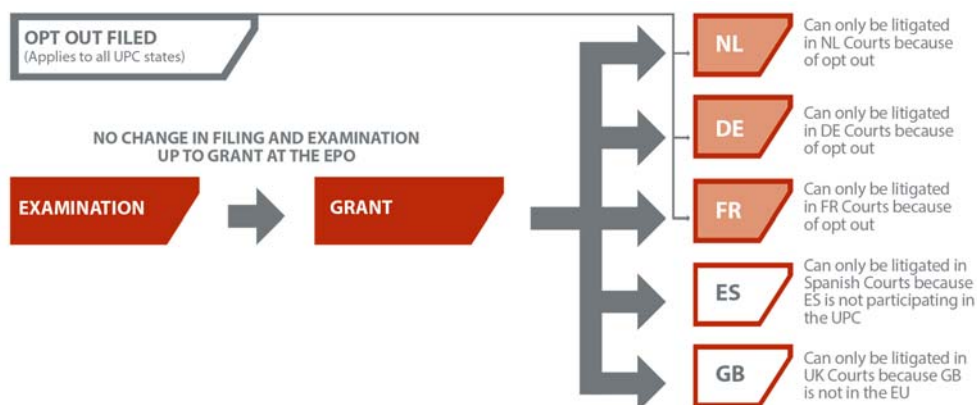 OPT OUT FILED
(Applies to all UPC states)
NO CHANGE IN FILING AND EXAMINATION
UP TO GRANT AT THE EPO
EXAMINATION
GRANT
NL
Can only be litigated
in NL Courts because
of opt out
DE
Can only be litigated
in DE Courts because
of opt out
FR
Can only be litigated
in FR Courts because
of opt out
ES
Can only be litigated in
Spanish Courts because
ES is not participating in
the UPC
GB
Can only be litigated in
UK Courts because GB
is not in the EU